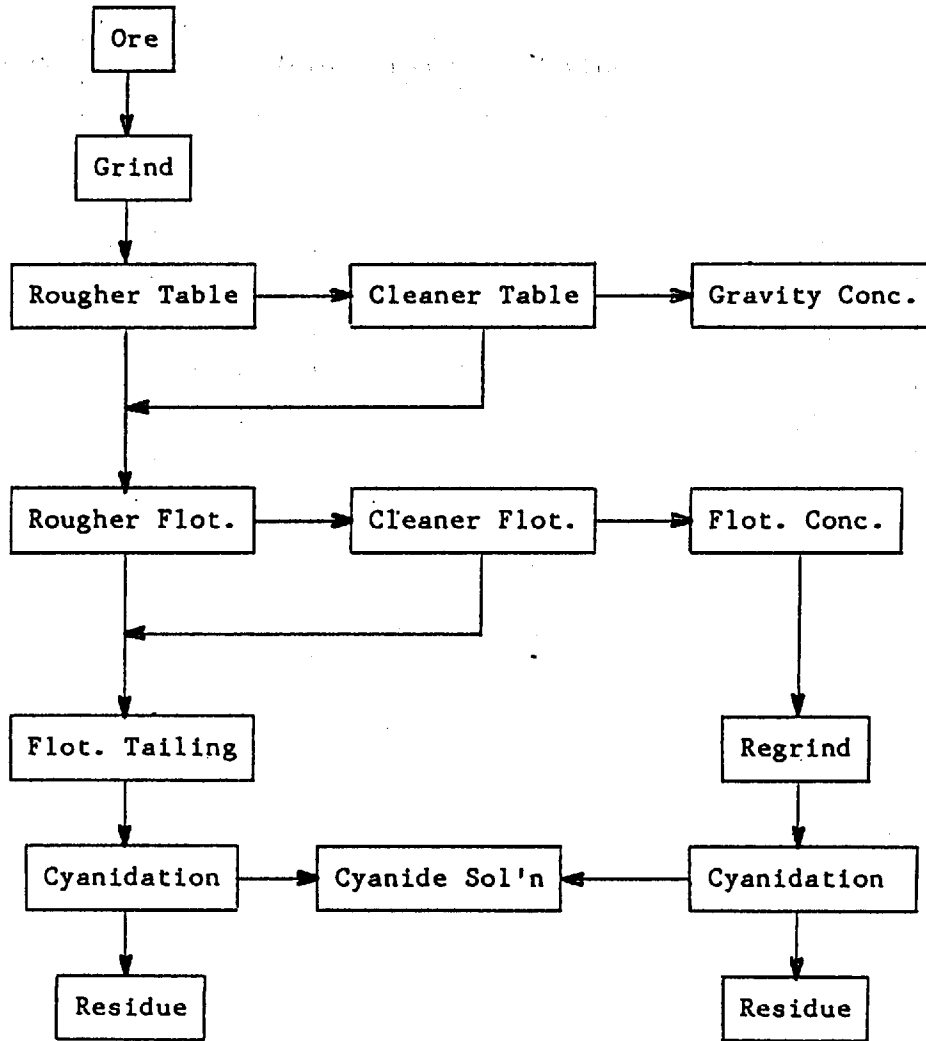 Ore
Grind
Rougher Table
Cleaner Table
Gravity Conc.
Rougher Flot.
Cleaner Flot.
Flot. Conc.
Flot. Tailing
Regrind
Cyanidation
Cyanide Sol'n
Cyanidation
Residue
Residue